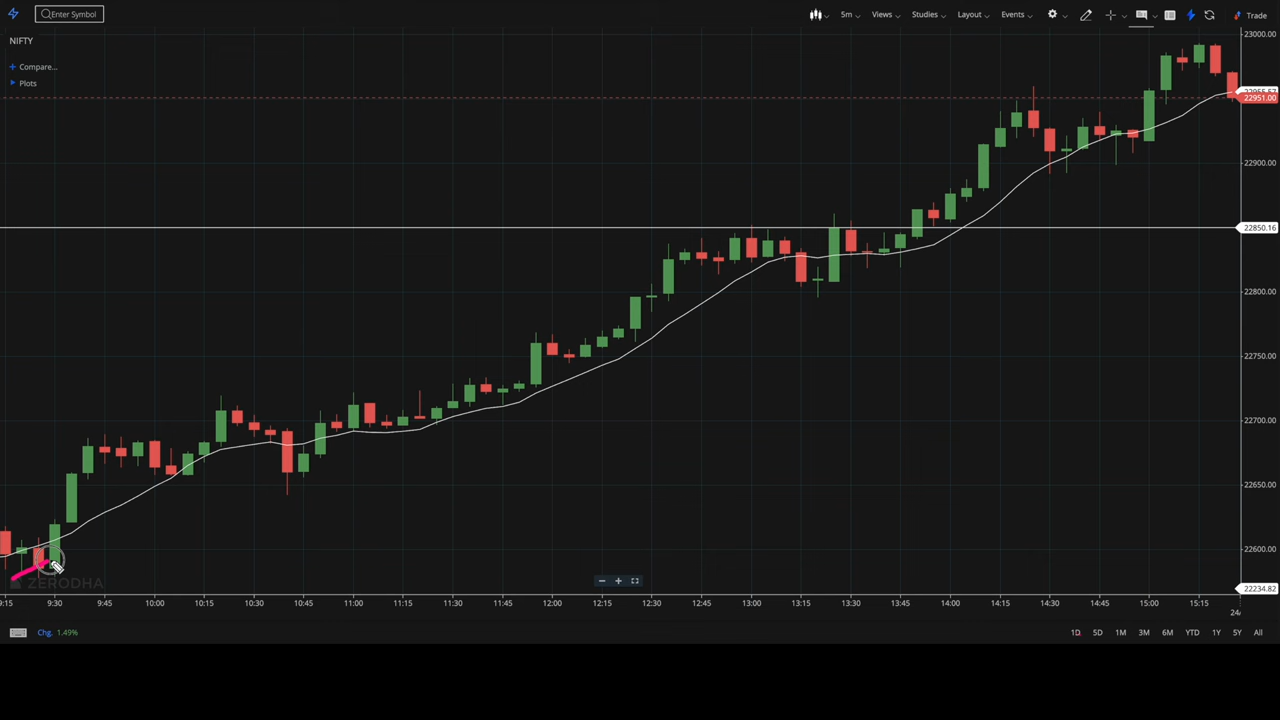 Enter Symbol 5m Views Studies Layout Events Trade
NIFTY
Compare...
Plots
23000.00
22951.00
22900.00
22850.16
22800.00
22750.00
22700.00
22650.00
22600.00
ZERODHA
22234.82
9:15 9:30 9:45 10:00 10:15 10:30 10:45 11:00 11:15 11:30 11:45 12:00 12:15 12:30 12:45 13:00 13:15 13:30 13:45 14:00 14:15 14:30 14:45 15:00 15:15
Chg. 1.49% 1D 5D 1M 3M 6M YTD 1Y 5Y All